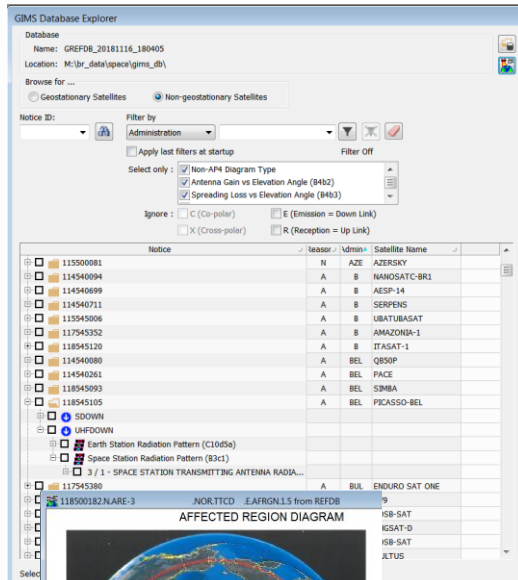 GIMS Database Explorer
Database
Name: GREFDB_20181116_180405
Location: M:\br_data\space\gims_db\
Browse for ...
Geostationary Satellites Non-geostationary Satellites
Notice ID: Filter by
Administration
Apply last filters at startup Filter Off
Select only : Non-AP4 Diagram Type
Antenna Gain vs Elevation Angle (B4b2)
Spreading Loss vs Elevation Angle (B4b3)
Ignore : C (Co-polar) E (Emission = Down Link)
X (Cross-polar) R (Reception = Up Link)
Notice Satellite Name
115500081 N AZE AZERSKY
114540094 A B NANOSATC-BR1
114540699 A B AESP-14
114540711 A B SERPENS
115545006 A B UBATUBASAT
117545352 A B AMAZONIA-1
118545120 A B ITASAT-1
114540080 A BEL QB50P
114540261 A BEL PACE
118545093 A BEL SIMBA
118545105 A BEL PICASSO-BEL
SDOWN
UHFDOWN
Earth Station Radiation Pattern (C10d5a)
Space Station Radiation Pattern (B3c1)
3 / 1 - SPACE STATION TRANSMITTING ANTENNA RADIA...
117545380 A BUL ENDURO SAT ONE
118500182.N.ARE-3 .NOR.TTCD .E.AFRGN.1.5 from REFDB
AFFECTED REGION DIAGRAM